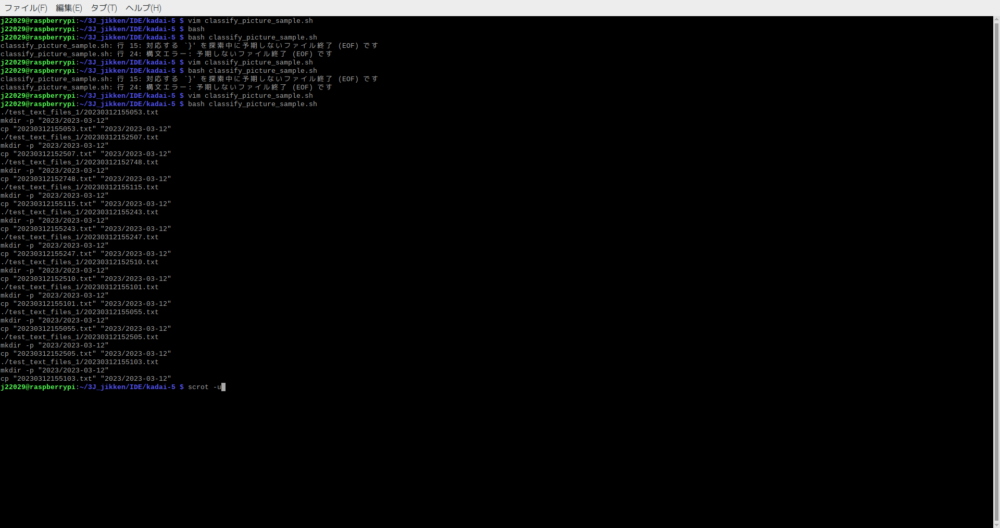 ファイル(F) 編集(E) タブ(T) ヘルプ(H)
j22029@raspberrypi:~/3J_jikken/IDE/kadai-5 $ vim classify_picture_sample.sh
j22029@raspberrypi:~/3J_jikken/IDE/kadai-5 $ bash
j22029@raspberrypi:~/3J_jikken/IDE/kadai-5 $ bash classify_picture_sample.sh
classify_picture_sample.sh: 行 15: 対応する `}' を探索中に予期しないファイル終了 (EOF) です
classify_picture_sample.sh: 行 24: 構文エラー: 予期しないファイル終了 (EOF) です
j22029@raspberrypi:~/3J_jikken/IDE/kadai-5 $ vim classify_picture_sample.sh
j22029@raspberrypi:~/3J_jikken/IDE/kadai-5 $ bash classify_picture_sample.sh
classify_picture_sample.sh: 行 15: 対応する `}' を探索中に予期しないファイル終了 (EOF) です
classify_picture_sample.sh: 行 24: 構文エラー: 予期しないファイル終了 (EOF) です
j22029@raspberrypi:~/3J_jikken/IDE/kadai-5 $ vim classify_picture_sample.sh
j22029@raspberrypi:~/3J_jikken/IDE/kadai-5 $ bash classify_picture_sample.sh
./test_text_files_1/20230312155053.txt
mkdir -p "2023/2023-03-12"
cp "20230312155053.txt" "2023/2023-03-12"
./test_text_files_1/20230312152507.txt
mkdir -p "2023/2023-03-12"
cp "20230312152507.txt" "2023/2023-03-12"
./test_text_files_1/20230312152748.txt
mkdir -p "2023/2023-03-12"
cp "20230312152748.txt" "2023/2023-03-12"
./test_text_files_1/20230312155115.txt
mkdir -p "2023/2023-03-12"
cp "20230312155115.txt" "2023/2023-03-12"
./test_text_files_1/20230312155243.txt
mkdir -p "2023/2023-03-12"
cp "20230312155243.txt" "2023/2023-03-12"
./test_text_files_1/20230312155247.txt
mkdir -p "2023/2023-03-12"
cp "20230312155247.txt" "2023/2023-03-12"
./test_text_files_1/20230312152510.txt
mkdir -p "2023/2023-03-12"
cp "20230312152510.txt" "2023/2023-03-12"
./test_text_files_1/20230312155101.txt
mkdir -p "2023/2023-03-12"
cp "20230312155101.txt" "2023/2023-03-12"
./test_text_files_1/20230312155055.txt
mkdir -p "2023/2023-03-12"
cp "20230312155055.txt" "2023/2023-03-12"
./test_text_files_1/20230312152505.txt
mkdir -p "2023/2023-03-12"
cp "20230312152505.txt" "2023/2023-03-12"
./test_text_files_1/20230312155103.txt
mkdir -p "2023/2023-03-12"
cp "20230312155103.txt" "2023/2023-03-12"
j22029@raspberrypi:~/3J_jikken/IDE/kadai-5 $ scrot -u